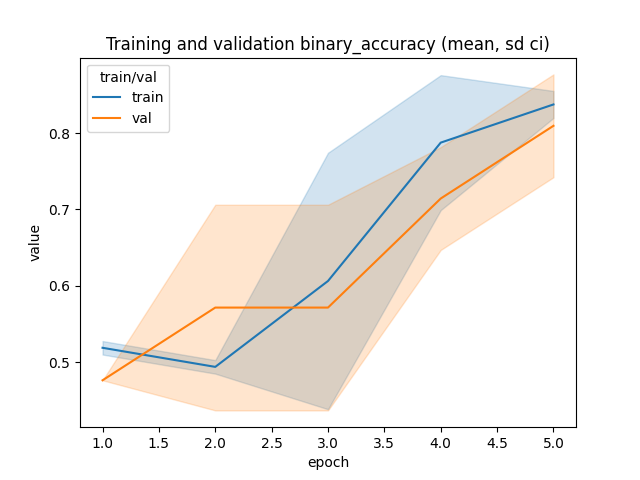 Training and validation binary_accuracy (mean, sd ci)
train/val
train
val
value
0.8
0.7
0.6
0.5
1.0 1.5 2.0 2.5 3.0 3.5 4.0 4.5 5.0
epoch